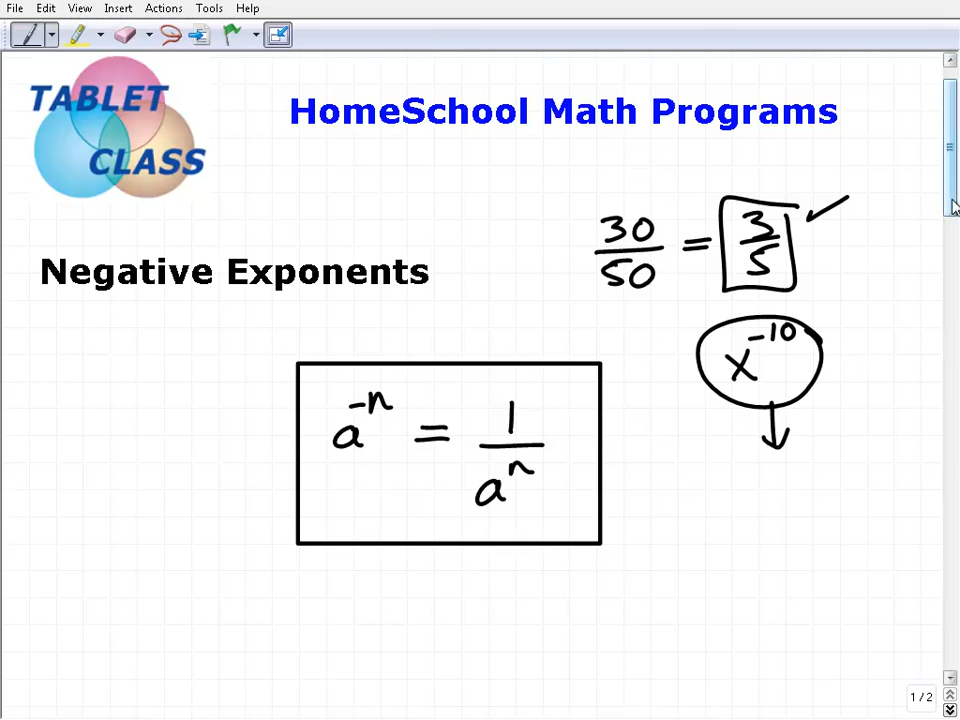 File Edit View Insert Actions Tools Help
TABLET
CLASS
HomeSchool Math Programs
30/50 = 3/5 ✓
Negative Exponents
x^-10
a^-n = 1/a^n
1 / 2